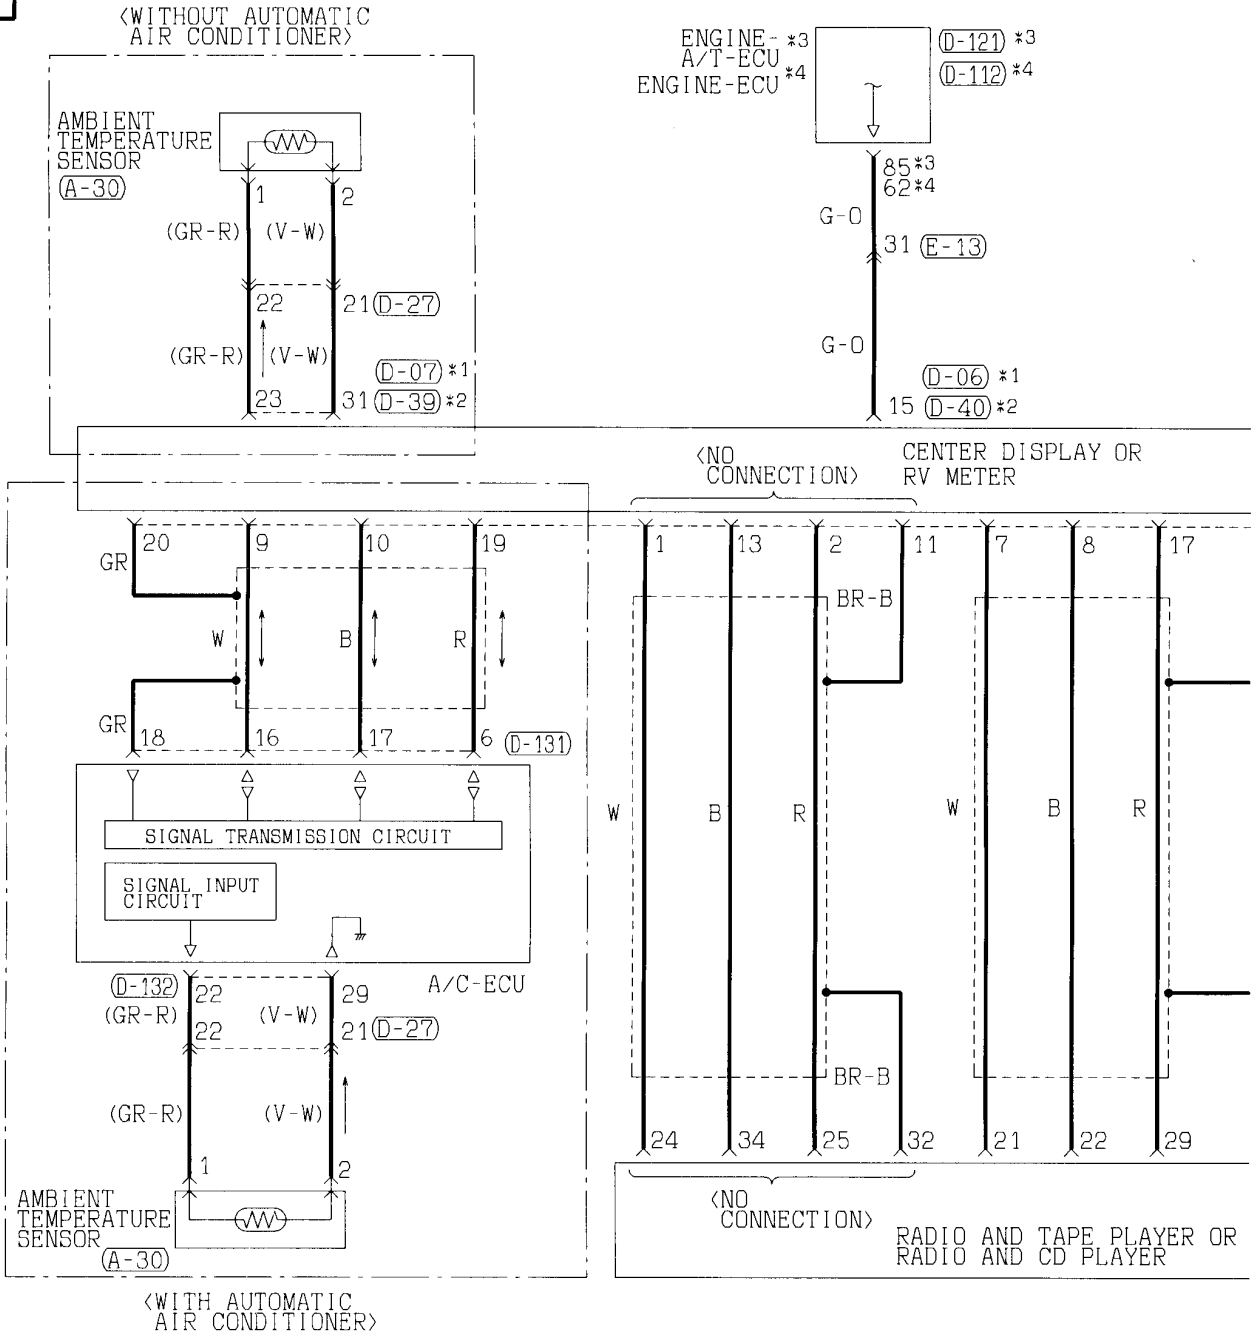 <WITHOUT AUTOMATIC
AIR CONDITIONER>
AMBIENT
TEMPERATURE
SENSOR
A-30
1
2
(GR-R)
(V-W)
22
21
D-27
(GR-R)
(V-W)
D-07 *1
23
31
D-39 *2
ENGINE- *3
A/T-ECU
ENGINE-ECU *4
D-121 *3
D-112 *4
85*3
62*4
G-O
31
E-13
G-O
D-06 *1
15
D-40 *2
<NO
CONNECTION>
CENTER DISPLAY OR
RV METER
20
9
10
19
1
13
2
11
7
8
17
GR
BR-B
W
B
R
GR
18
16
17
6
D-131
W
B
R
W
B
R
SIGNAL TRANSMISSION CIRCUIT
SIGNAL INPUT
CIRCUIT
A/C-ECU
D-132
22
29
(GR-R)
(V-W)
22
21
D-27
BR-B
(GR-R)
(V-W)
1
2
24
34
25
32
21
22
29
AMBIENT
TEMPERATURE
SENSOR
A-30
<NO
CONNECTION>
RADIO AND TAPE PLAYER OR
RADIO AND CD PLAYER
<WITH AUTOMATIC
AIR CONDITIONER>